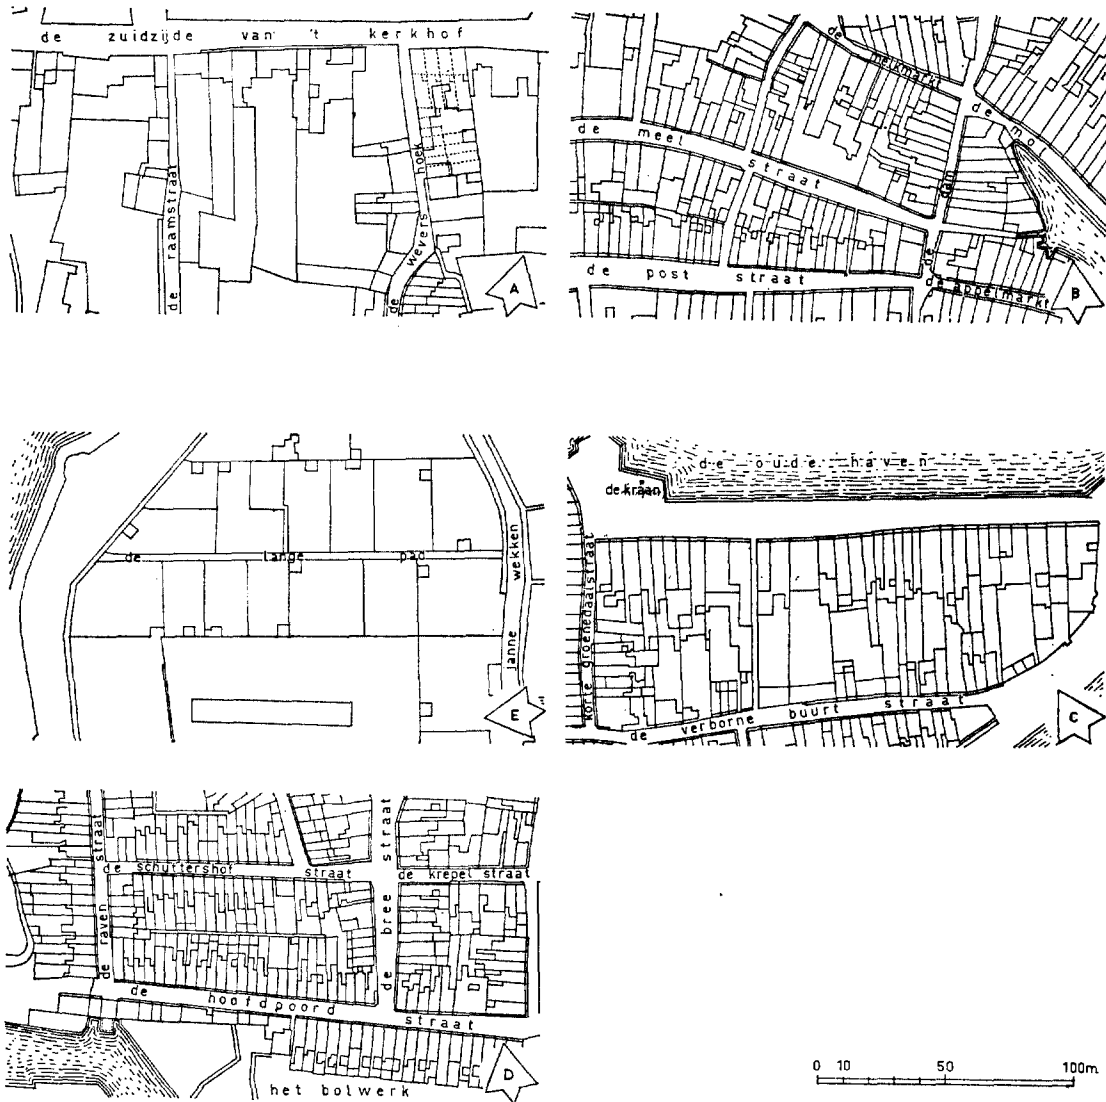 de zuidzijde van 't kerkhof
de raamstraat
de wevers hoek
A
de melkmarkt
de mo
de meel straat
de dam
de post straat
de appelmarkt
B
de lange pad
janne wekken
E
de oude haven
de kraan
korte groenedaalstraat
de verborne buurt straat
C
de raven straat
de schuttershof straat
de bree straat
de krepel straat
de hoofdpoord straat
het bolwerk
D
0 10 50 100m